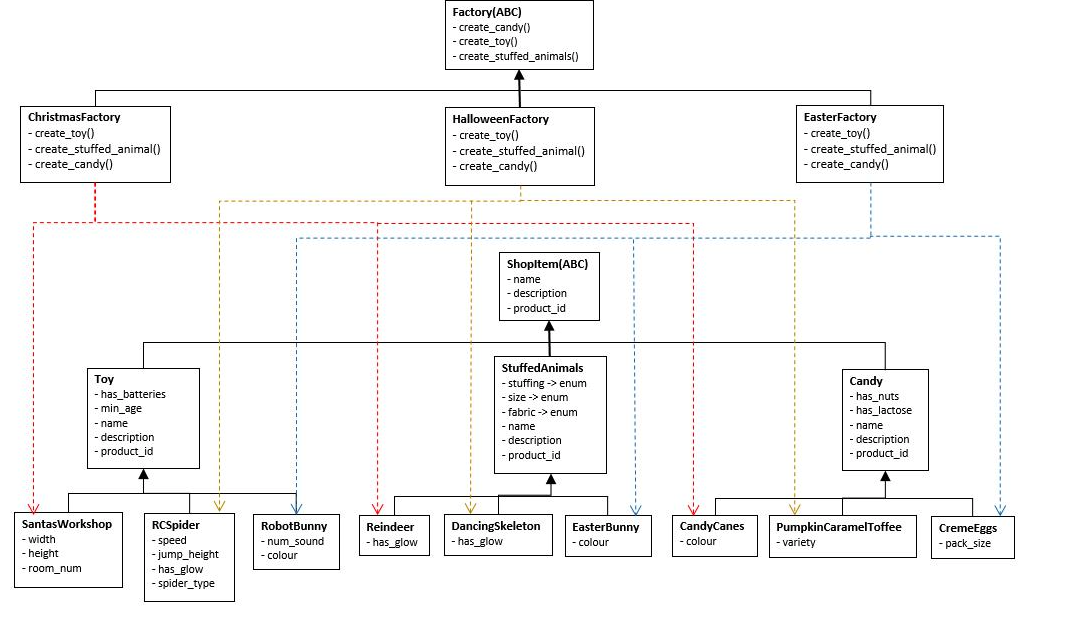 Factory(ABC)
- create_candy()
- create_toy()
- create_stuffed_animals()
ChristmasFactory
- create_toy()
- create_stuffed_animal()
- create_candy()
HalloweenFactory
- create_toy()
- create_stuffed_animal()
- create_candy()
EasterFactory
- create_toy()
- create_stuffed_animal()
- create_candy()
ShopItem(ABC)
- name
- description
- product_id
Toy
- has_batteries
- min_age
- name
- description
- product_id
StuffedAnimals
- stuffing -> enum
- size -> enum
- fabric -> enum
- name
- description
- product_id
Candy
- has_nuts
- has_lactose
- name
- description
- product_id
SantasWorkshop
- width
- height
- room_num
RCSpider
- speed
- jump_height
- has_glow
- spider_type
RobotBunny
- num_sound
- colour
Reindeer
- has_glow
DancingSkeleton
- has_glow
EasterBunny
- colour
CandyCanes
- colour
PumpkinCaramelToffee
- variety
CremeEggs
- pack_size